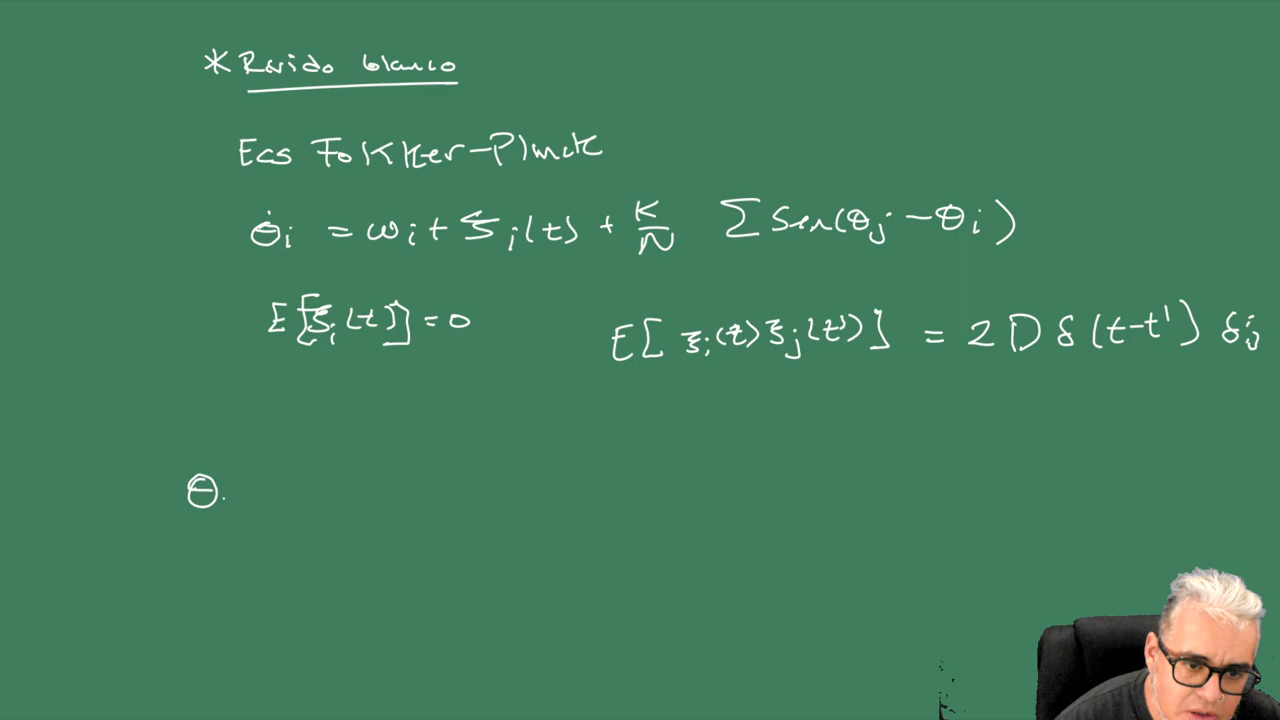 * Ruido blanco
Ecs Fokker-Planck
θ̇i = ωi + ξi(t) + K/N Σ Sen(θj - θi)
E[ξi(t)] = 0
E[ξi(t) ξj(t')] = 2D δ(t-t') δij
θ.